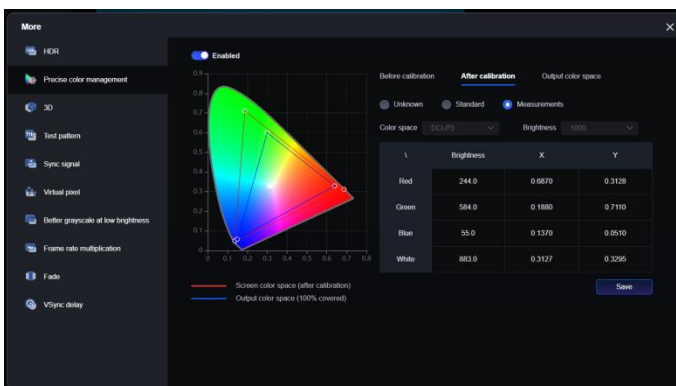 More
HDR
Precise color management
3D
Test pattern
Sync signal
Virtual pixel
Better grayscale at low brightness
Frame rate multiplication
Fade
VSync delay
Enabled
0.9
0.8
0.7
0.6
0.5
0.4
0.3
0.2
0.1
0
0 0.1 0.2 0.3 0.4 0.5 0.6 0.7 0.8
Screen color space (after calibration)
Output color space (100% covered)
Before calibration After calibration Output color space
Unknown Standard Measurements
Color space DCI-P3 Brightness 1000
\ Brightness X Y
Red 244.0 0.6870 0.3128
Green 584.0 0.1880 0.7110
Blue 55.0 0.1370 0.0510
White 883.0 0.3127 0.3295
Save